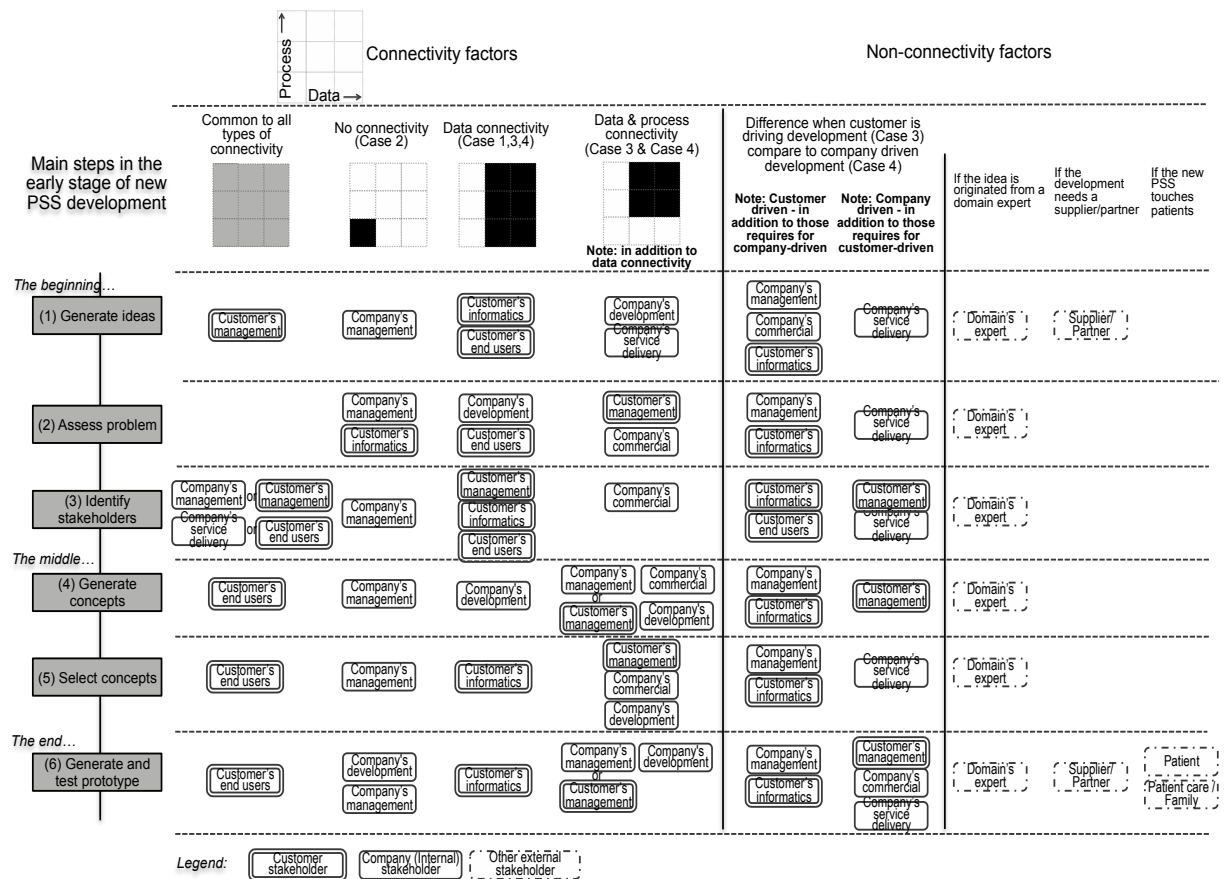 Process
Data
Connectivity factors
Non-connectivity factors
Main steps in the
early stage of new
PSS development
Common to all
types of
connectivity
No connectivity
(Case 2)
Data connectivity
(Case 1,3,4)
Data & process
connectivity
(Case 3 & Case 4)
Note: in addition to
data connectivity
Difference when customer is
driving development (Case 3)
compare to company driven
development (Case 4)
Note: Customer
driven - in
addition to those
requires for
company-driven
Note: Company
driven - in
addition to those
requires for
customer-driven
If the idea is
originated from a
domain expert
If the
development
needs a
supplier/partner
If the new
PSS
touches
patients
The beginning…
(1) Generate ideas
Customer's
management
Company's
management
Customer's
informatics
Customer's
end users
Company's
development
Company's
service
delivery
Company's
management
Company's
commercial
Customer's
informatics
Company's
service
delivery
Domain's
expert
Supplier/
Partner
(2) Assess problem
Company's
management
Customer's
informatics
Company's
development
Customer's
end users
Customer's
management
Company's
commercial
Company's
management
Customer's
informatics
Company's
service
delivery
Domain's
expert
(3) Identify
stakeholders
Company's
management
or
Customer's
management
Company's
service
delivery
or
Customer's
end users
Company's
management
Customer's
management
Customer's
informatics
Customer's
end users
Company's
commercial
Customer's
informatics
Customer's
end users
Customer's
management
Company's
service
delivery
Domain's
expert
The middle…
(4) Generate
concepts
Customer's
end users
Company's
management
Company's
development
Company's
management
or
Customer's
management
Company's
commercial
Company's
development
Company's
management
Customer's
informatics
Customer's
management
Domain's
expert
(5) Select concepts
Customer's
end users
Company's
management
Customer's
informatics
Customer's
management
Company's
commercial
Company's
development
Company's
management
Customer's
informatics
Company's
service
delivery
Domain's
expert
The end…
(6) Generate and
test prototype
Customer's
end users
Company's
development
Company's
management
Customer's
informatics
Company's
management
or
Customer's
management
Company's
development
Company's
management
Customer's
informatics
Customer's
management
Company's
commercial
Company's
service
delivery
Domain's
expert
Supplier/
Partner
Patient
Patient care /
Family
Legend:
Customer
stakeholder
Company (Internal)
stakeholder
Other external
stakeholder